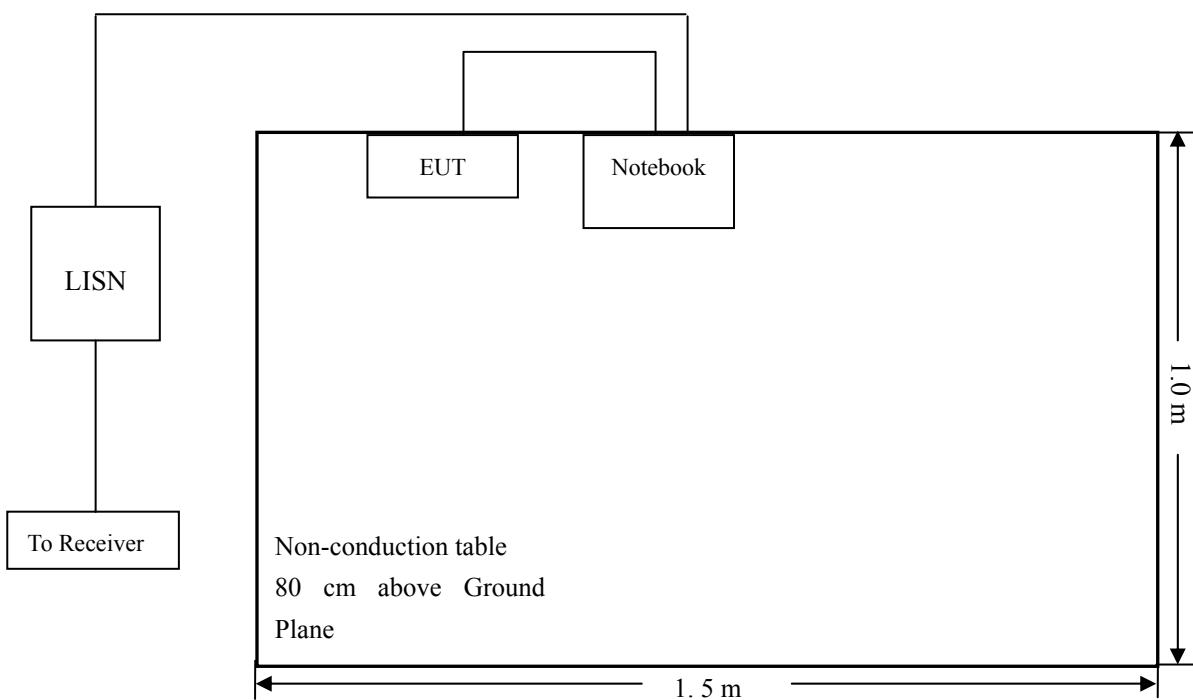 EUT
Notebook
LISN
1.0 m
To Receiver
Non-conduction table
80 cm above Ground
Plane
1. 5 m